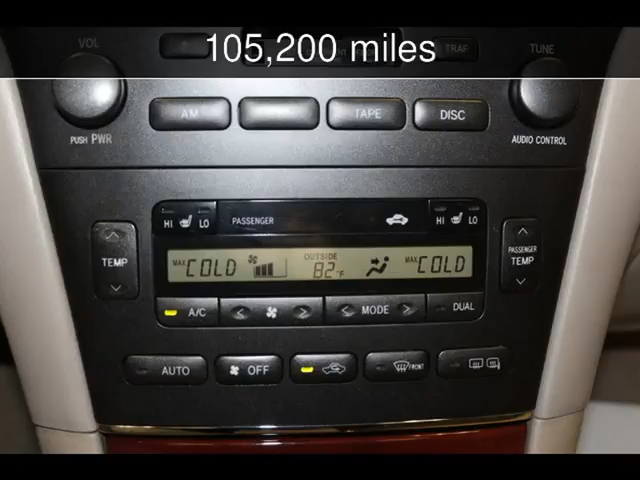 105,200 miles
VOL
TRAF
TUNE
AM
TAPE
DISC
PUSH PWR
AUDIO CONTROL
HI LO
PASSENGER
HI LO
TEMP
MAX COLD
OUTSIDE
82°F
MAX COLD
PASSENGER
TEMP
A/C
MODE
DUAL
AUTO
OFF
FRONT